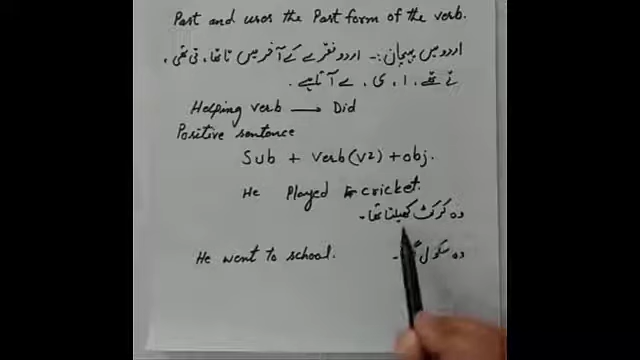 Past and uses the Past form of the verb.
اردو میں پہچان :- اردو فقرے کے آخر میں تا تھا، تی تھی،
تے تھے، ا، ی، ے آتا ہے۔
Helping verb → Did
Positive sentence
Sub + verb(v2) + obj.
He Played cricket.
وہ کرکٹ کھیلتا تھا۔
He went to school. وہ سکول